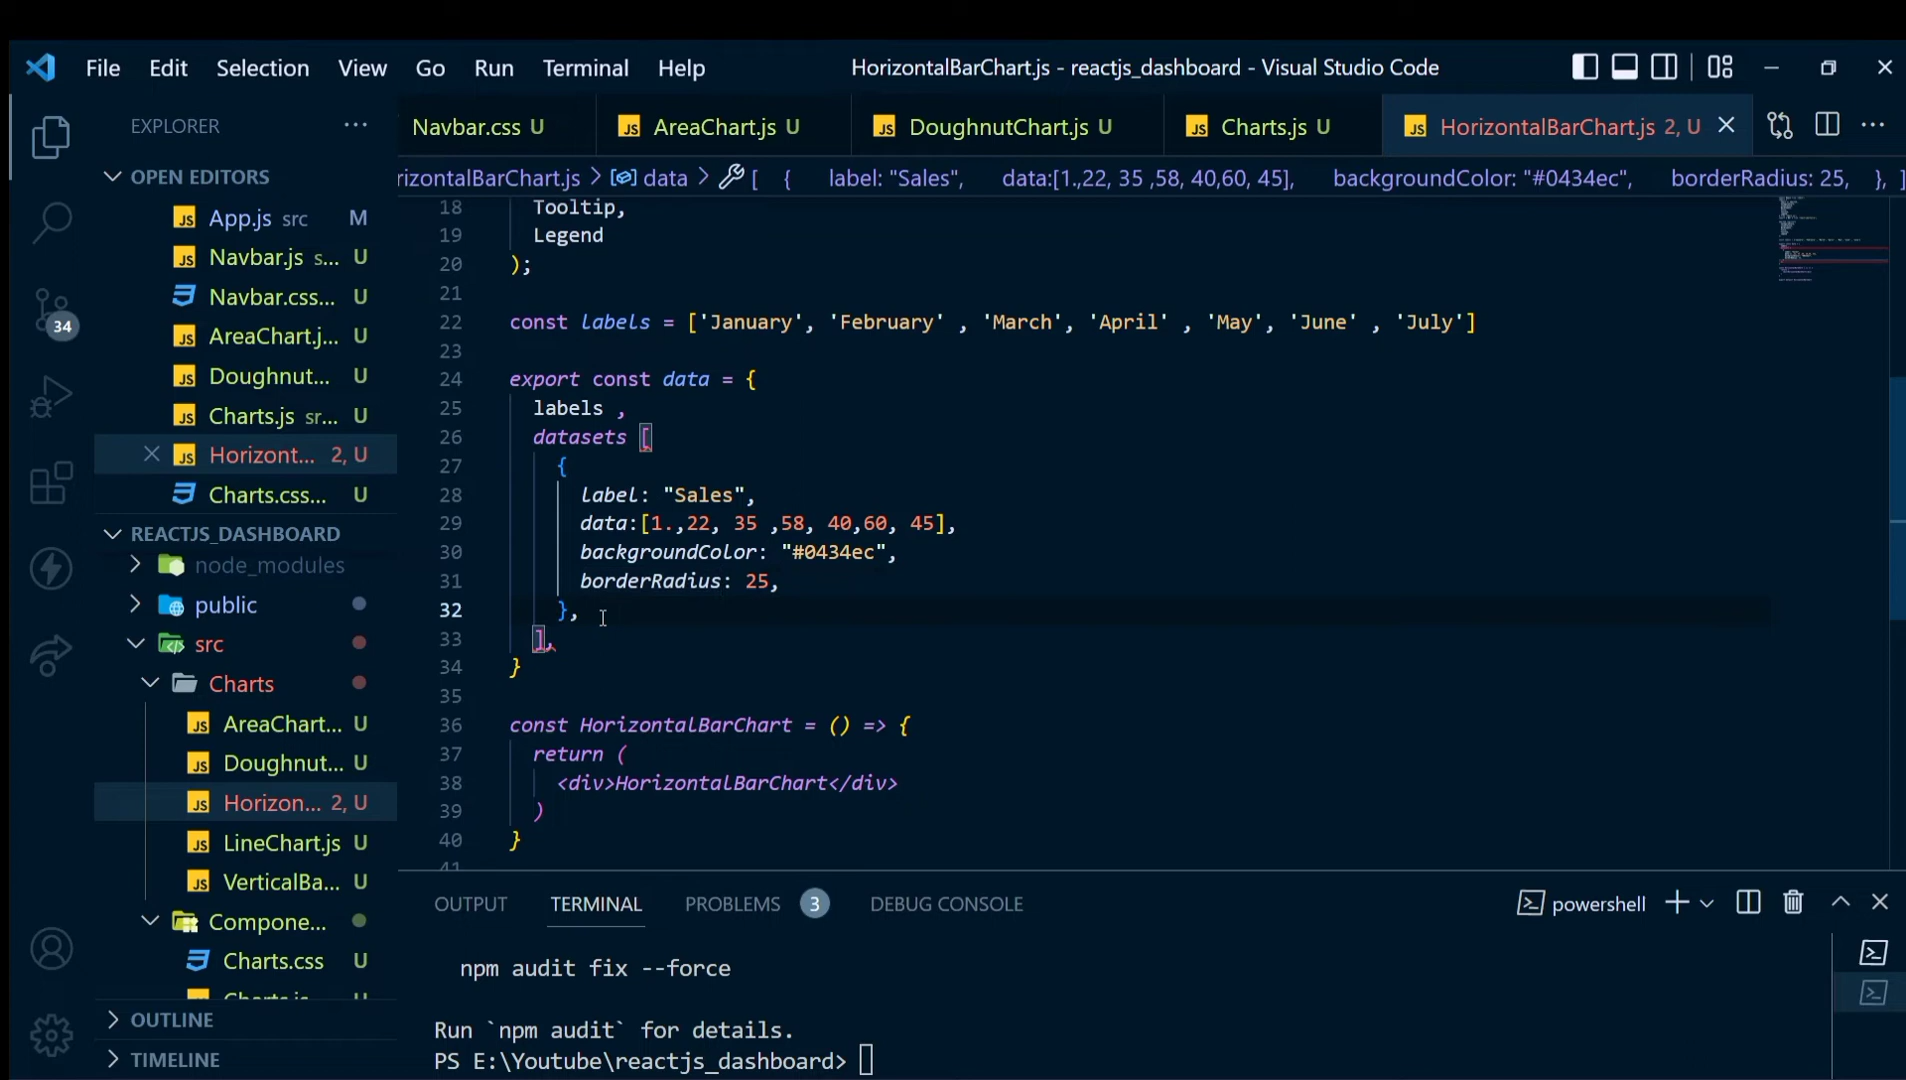 File Edit Selection View Go Run Terminal Help HorizontalBarChart.js - reactjs_dashboard - Visual Studio Code
EXPLORER
OPEN EDITORS
App.js src M
Navbar.js s... U
Navbar.css... U
AreaChart.j... U
Doughnut... U
Charts.js sr... U
Horizont... 2, U
Charts.css... U
34
REACTJS_DASHBOARD
node_modules
public
src
Charts
AreaChart... U
Doughnut... U
Horizon... 2, U
LineChart.js U
VerticalBa... U
Compone...
Charts.css U
Charts.js U
OUTLINE
TIMELINE
Navbar.css U AreaChart.js U DoughnutChart.js U Charts.js U HorizontalBarChart.js 2, U
rizontalBarChart.js > data > [ { label: "Sales", data:[1.,22, 35 ,58, 40,60, 45], backgroundColor: "#0434ec", borderRadius: 25, }, ]
18 Tooltip,
19 Legend
20 );
21
22 const labels = ['January', 'February' , 'March', 'April' , 'May', 'June' , 'July']
23
24 export const data = {
25 labels ,
26 datasets [
27 {
28 label: "Sales",
29 data:[1.,22, 35 ,58, 40,60, 45],
30 backgroundColor: "#0434ec",
31 borderRadius: 25,
32 },
33 ],
34 }
35
36 const HorizontalBarChart = () => {
37 return (
38 <div>HorizontalBarChart</div>
39 )
40 }
41
OUTPUT TERMINAL PROBLEMS 3 DEBUG CONSOLE powershell
npm audit fix --force
Run `npm audit` for details.
PS E:\Youtube\reactjs_dashboard>